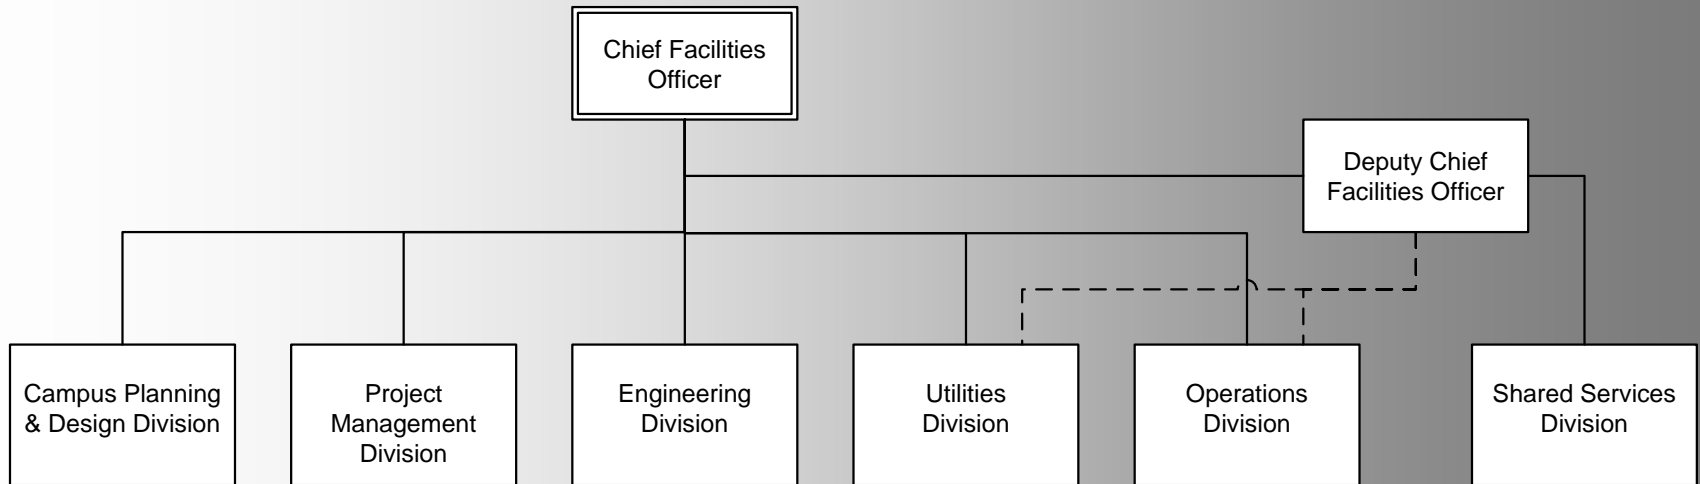 Chief Facilities
Officer
Deputy Chief
Facilities Officer
Campus Planning
& Design Division
Project
Management
Division
Engineering
Division
Utilities
Division
Operations
Division
Shared Services
Division